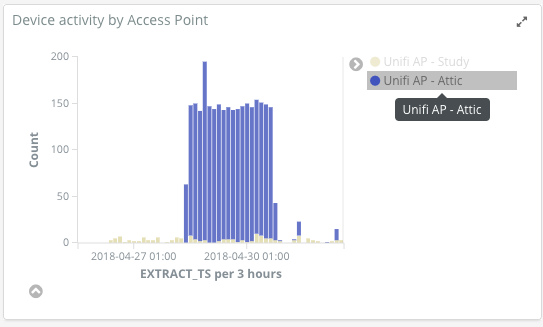 Device activity by Access Point
200
150
100
50
0
Count
2018-04-27 01:00
2018-04-30 01:00
EXTRACT_TS per 3 hours
Unifi AP - Study
Unifi AP - Attic
Unifi AP - Attic